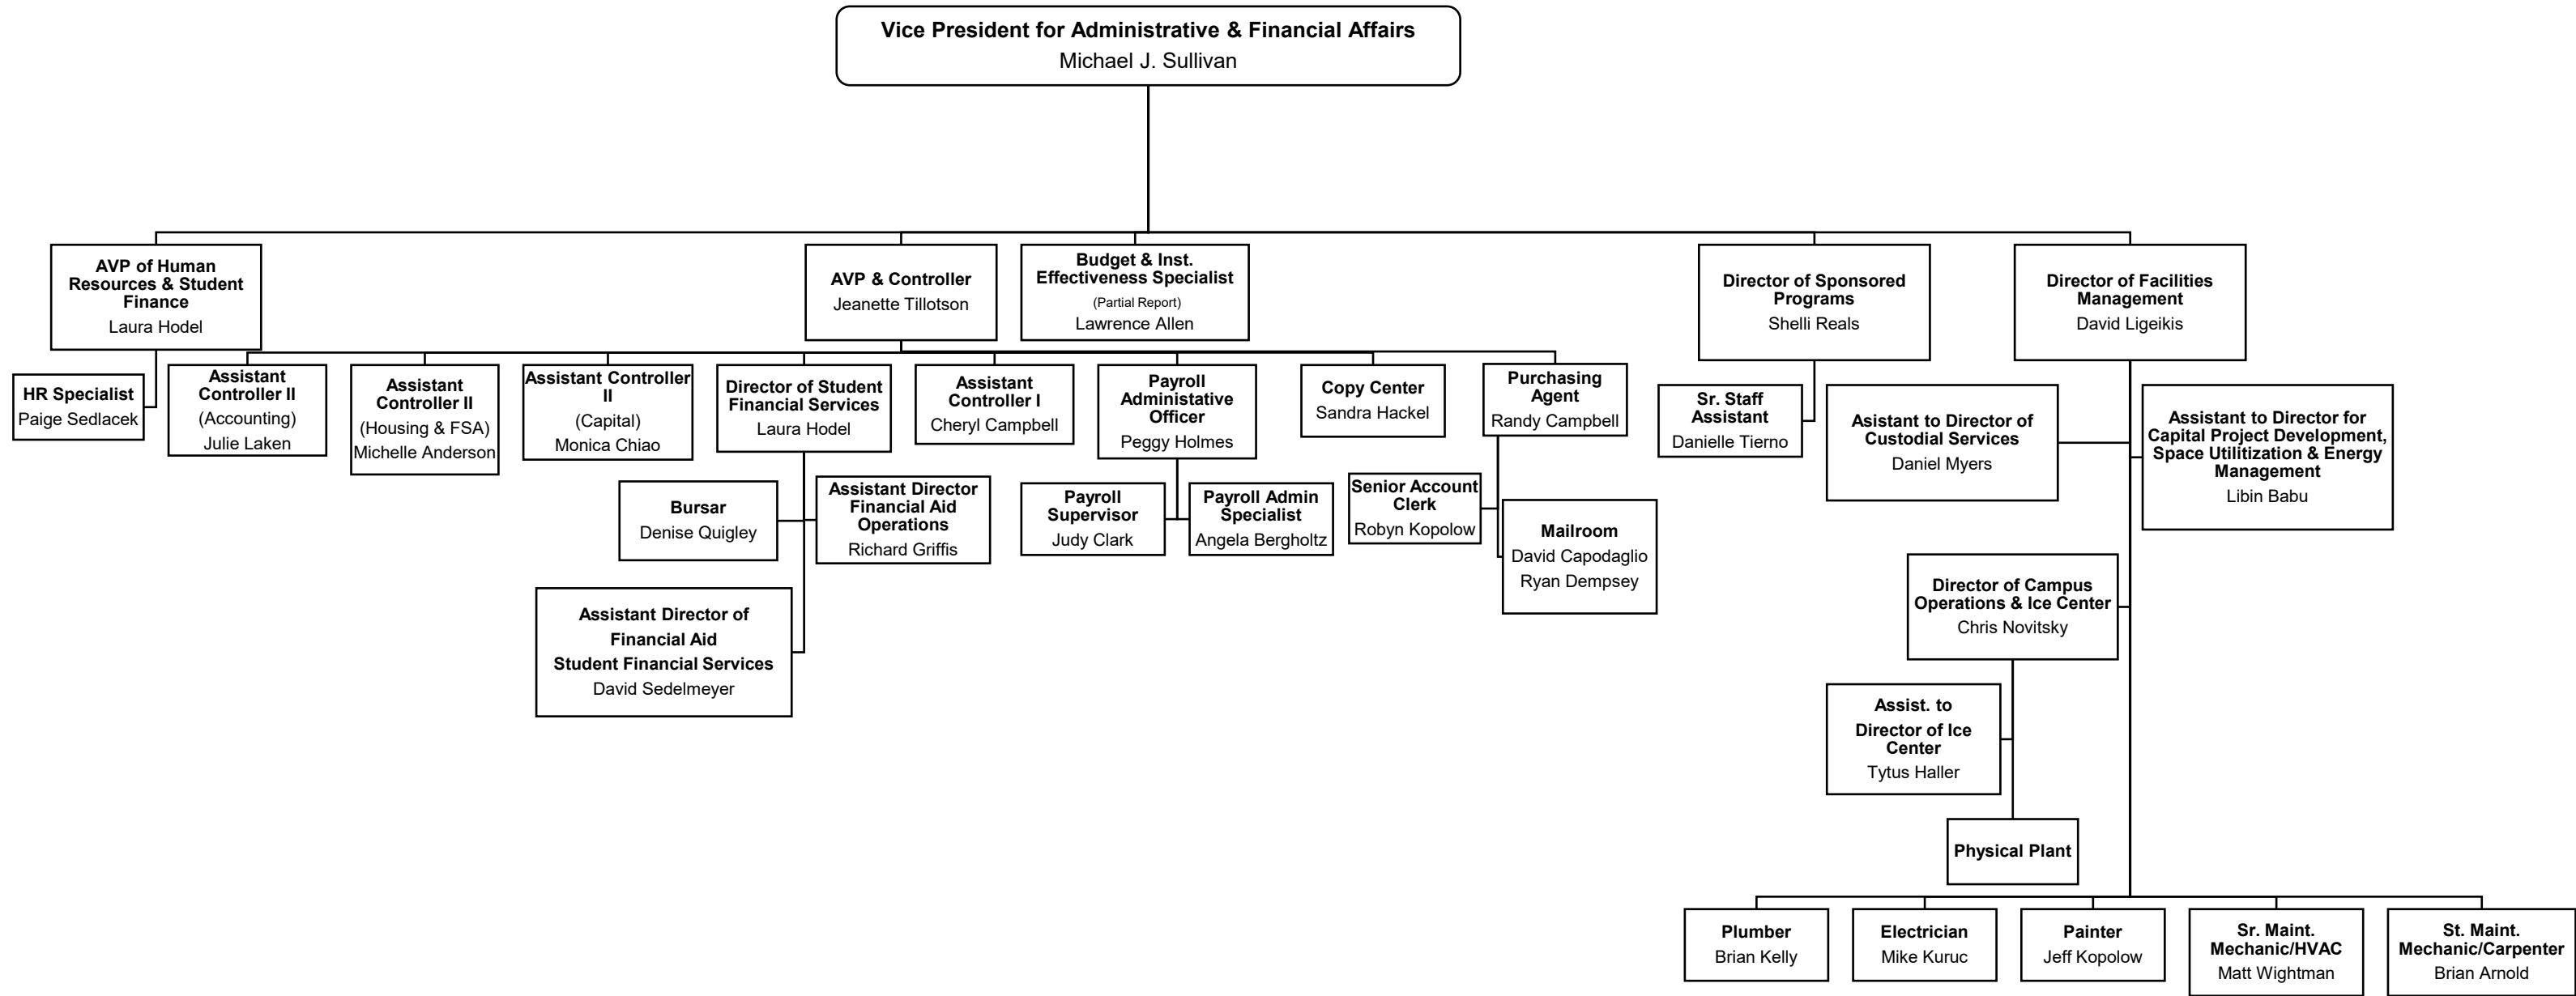 Vice President for Administrative & Financial Affairs
Michael J. Sullivan
AVP of Human
Resources & Student
Finance
Laura Hodel
AVP & Controller
Jeanette Tillotson
Budget & Inst.
Effectiveness Specialist
(Partial Report)
Lawrence Allen
Director of Sponsored
Programs
Shelli Reals
Director of Facilities
Management
David Ligeikis
HR Specialist
Paige Sedlacek
Assistant
Controller II
(Accounting)
Julie Laken
Assistant
Controller II
(Housing & FSA)
Michelle Anderson
Assistant Controller
II
(Capital)
Monica Chiao
Director of Student
Financial Services
Laura Hodel
Assistant
Controller I
Cheryl Campbell
Payroll
Administative
Officer
Peggy Holmes
Copy Center
Sandra Hackel
Purchasing
Agent
Randy Campbell
Sr. Staff
Assistant
Danielle Tierno
Asistant to Director of
Custodial Services
Daniel Myers
Assistant to Director for
Capital Project Development,
Space Utilitization & Energy
Management
Libin Babu
Bursar
Denise Quigley
Assistant Director
Financial Aid
Operations
Richard Griffis
Payroll
Supervisor
Judy Clark
Payroll Admin
Specialist
Angela Bergholtz
Senior Account
Clerk
Robyn Kopolow
Mailroom
David Capodaglio
Ryan Dempsey
Assistant Director of
Financial Aid
Student Financial Services
David Sedelmeyer
Director of Campus
Operations & Ice Center
Chris Novitsky
Assist. to
Director of Ice
Center
Tytus Haller
Physical Plant
Plumber
Brian Kelly
Electrician
Mike Kuruc
Painter
Jeff Kopolow
Sr. Maint.
Mechanic/HVAC
Matt Wightman
St. Maint.
Mechanic/Carpenter
Brian Arnold